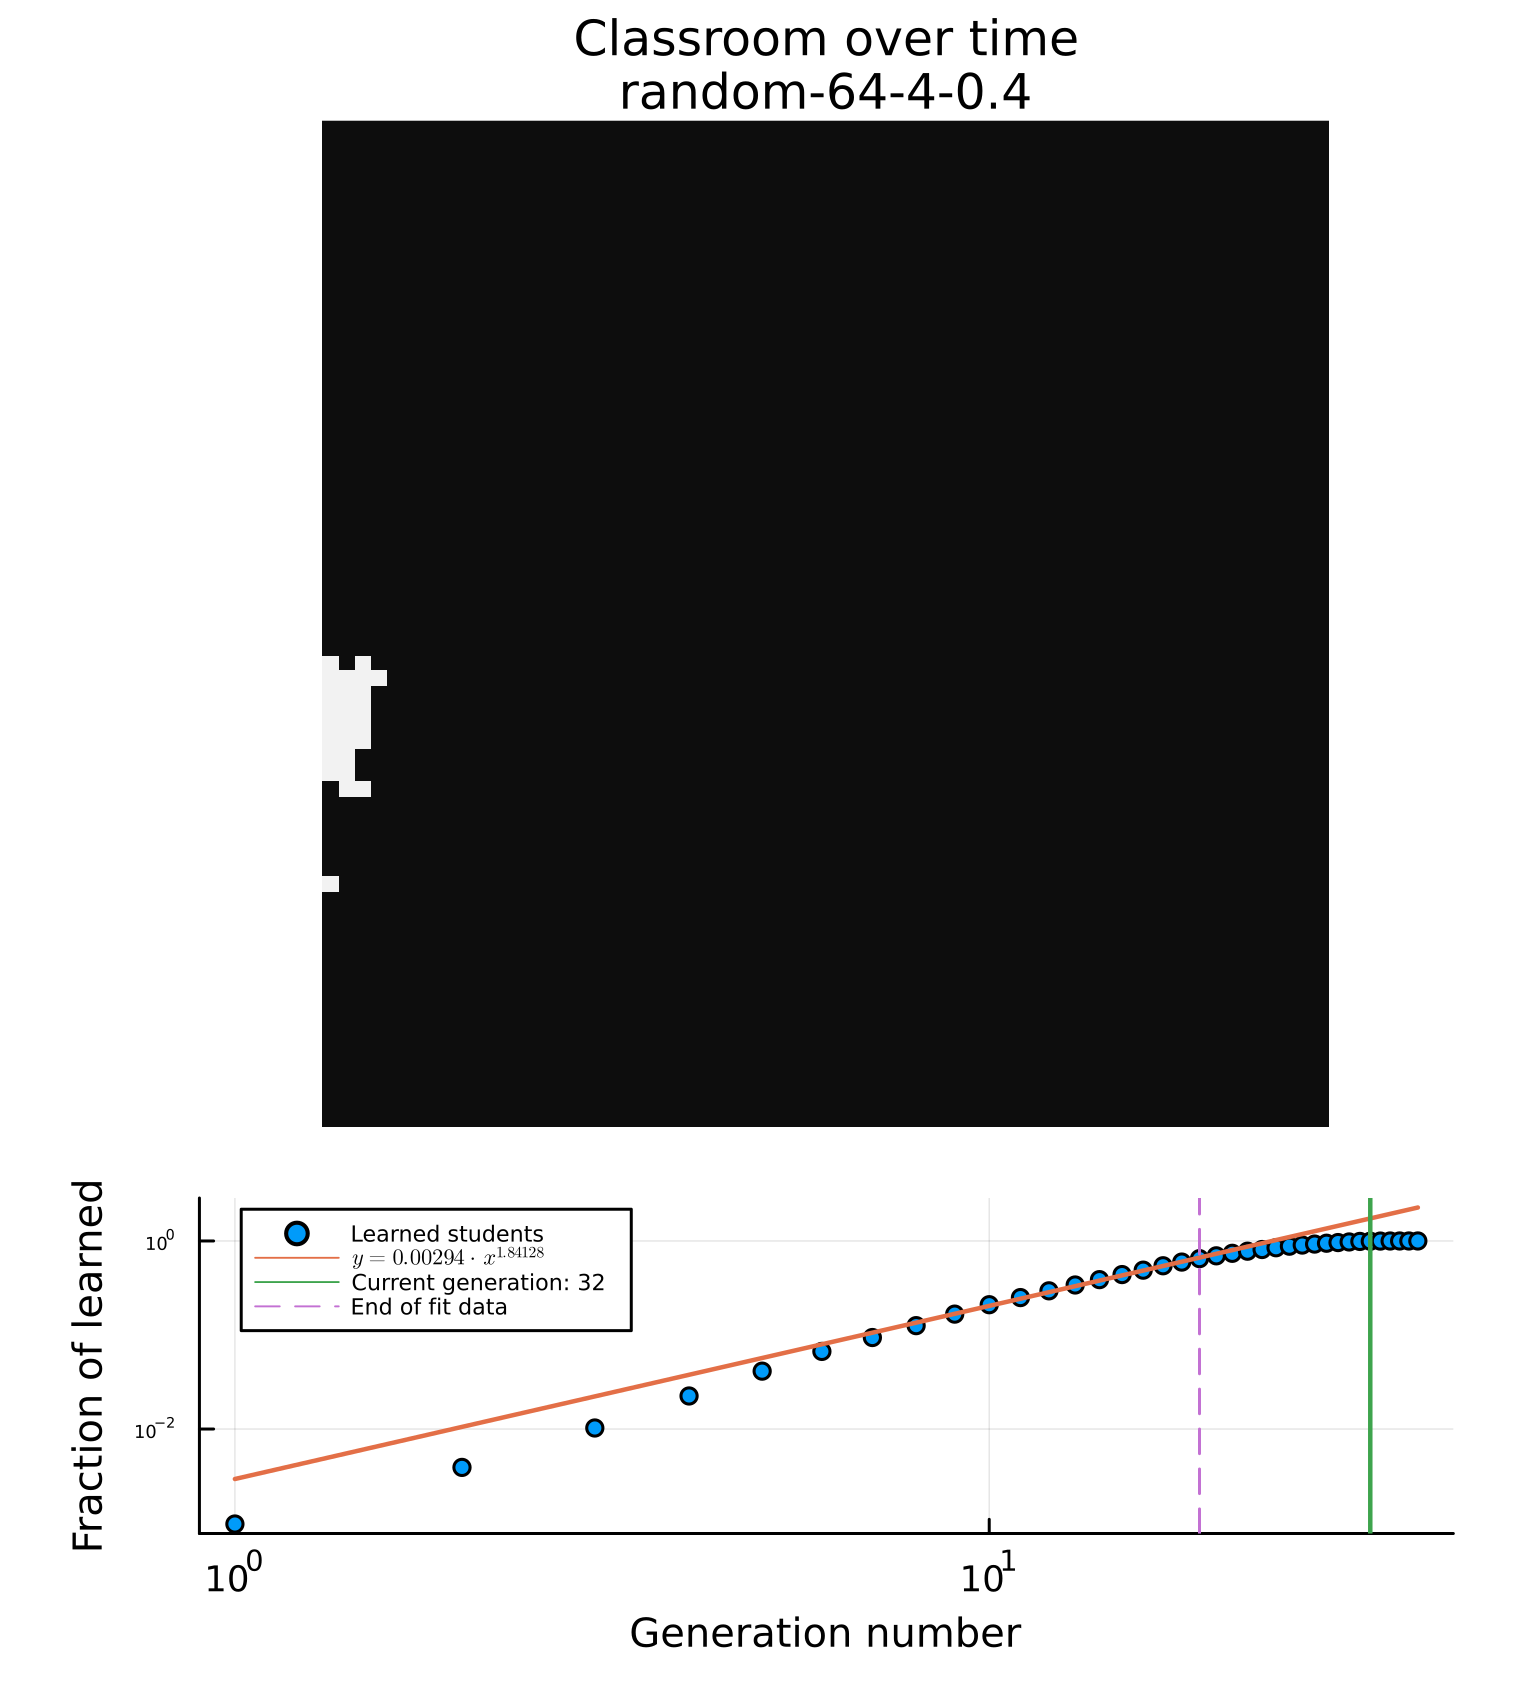 Classroom over time
random-64-4-0.4
Fraction of learned
10^0
10^−2
Learned students
y = 0.00294 · x^1.84128
Current generation: 32
End of fit data
10^0
10^1
Generation number